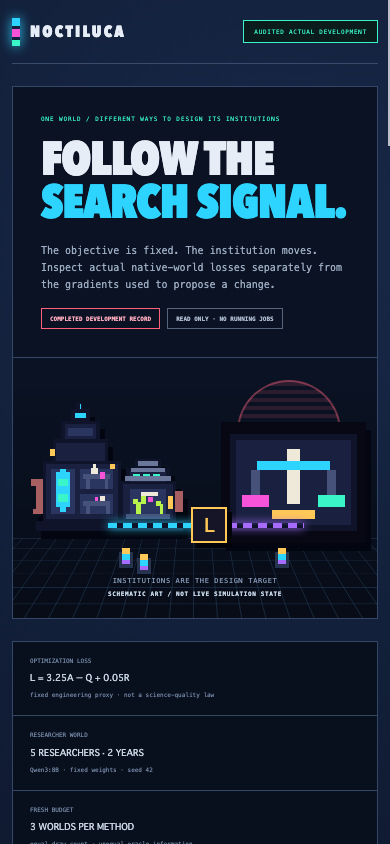 NOCTILUCA
AUDITED ACTUAL DEVELOPMENT
ONE WORLD / DIFFERENT WAYS TO DESIGN ITS INSTITUTIONS
FOLLOW THE
SEARCH SIGNAL.
The objective is fixed. The institution moves.
Inspect actual native-world losses separately from
the gradients used to propose a change.
COMPLETED DEVELOPMENT RECORD
READ ONLY · NO RUNNING JOBS
L
INSTITUTIONS ARE THE DESIGN TARGET
SCHEMATIC ART / NOT LIVE SIMULATION STATE
OPTIMIZATION LOSS
L = 3.25A − Q + 0.05R
fixed engineering proxy · not a science-quality law
RESEARCHER WORLD
5 RESEARCHERS · 2 YEARS
Qwen3:8B · fixed weights · seed 42
FRESH BUDGET
3 WORLDS PER METHOD